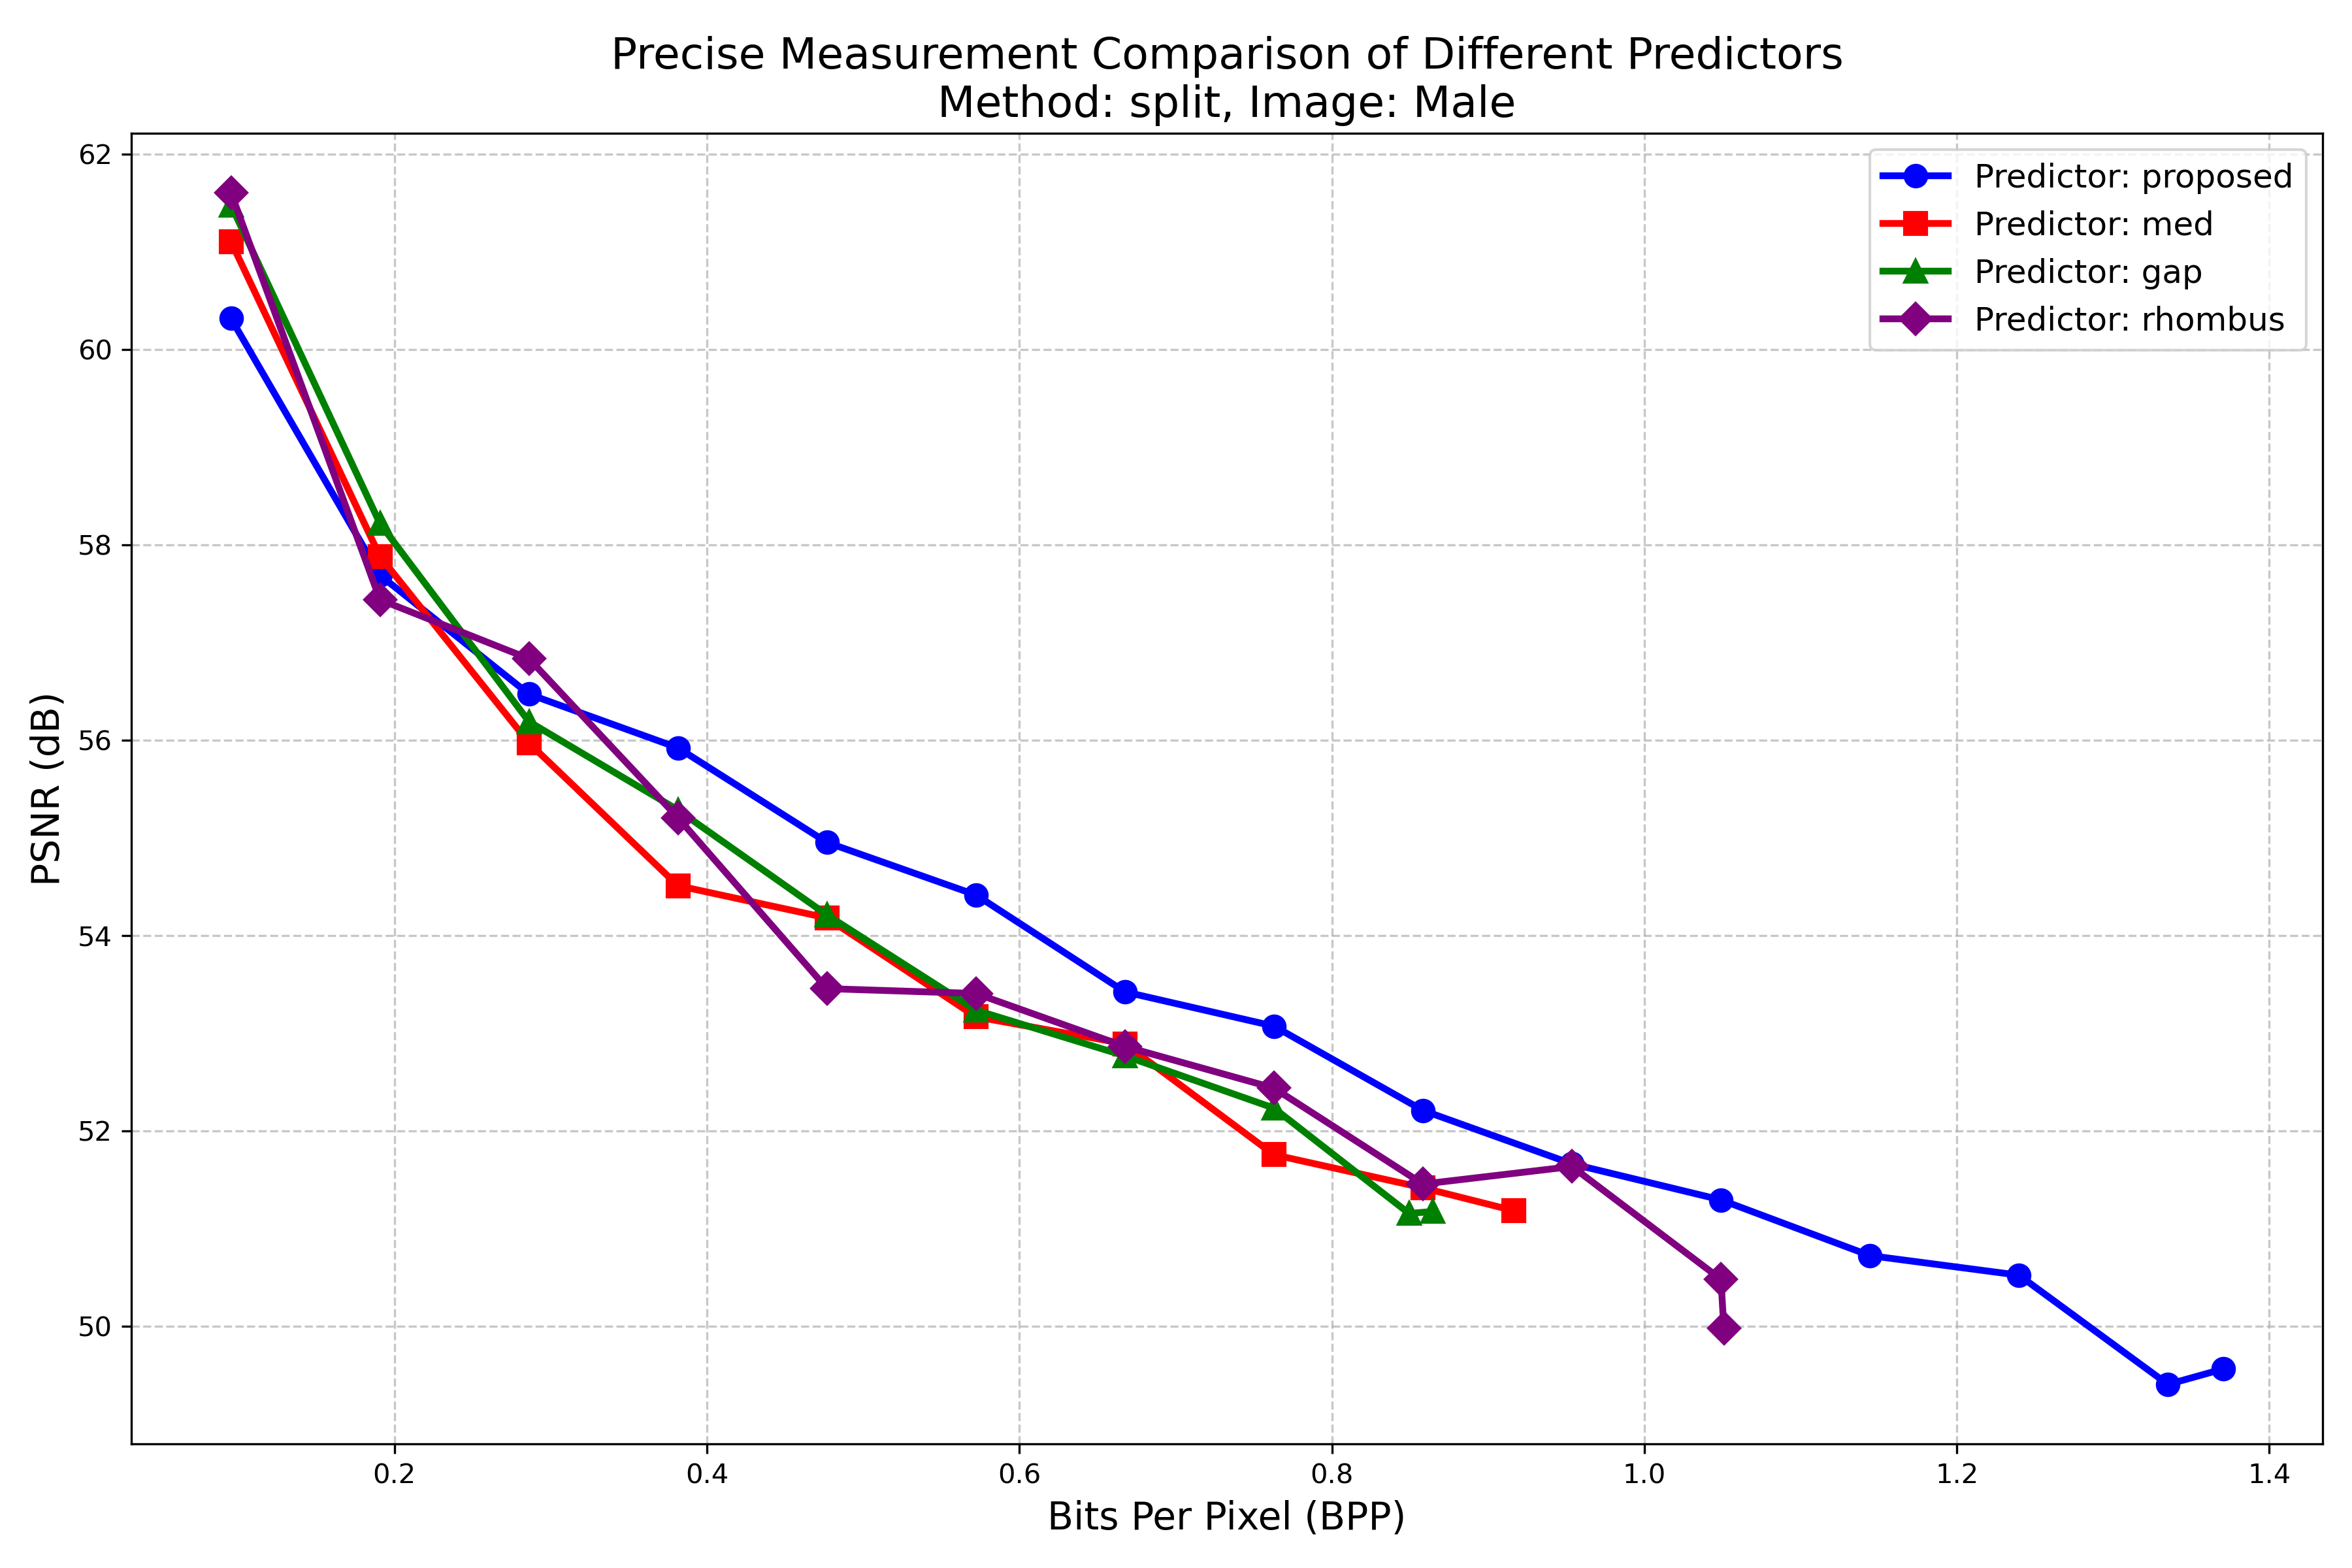 Precise Measurement Comparison of Different Predictors
Method: split, Image: Male
62
60
58
56
54
52
50
PSNR (dB)
Predictor: proposed
Predictor: med
Predictor: gap
Predictor: rhombus
0.2
0.4
0.6
0.8
1.0
1.2
1.4
Bits Per Pixel (BPP)